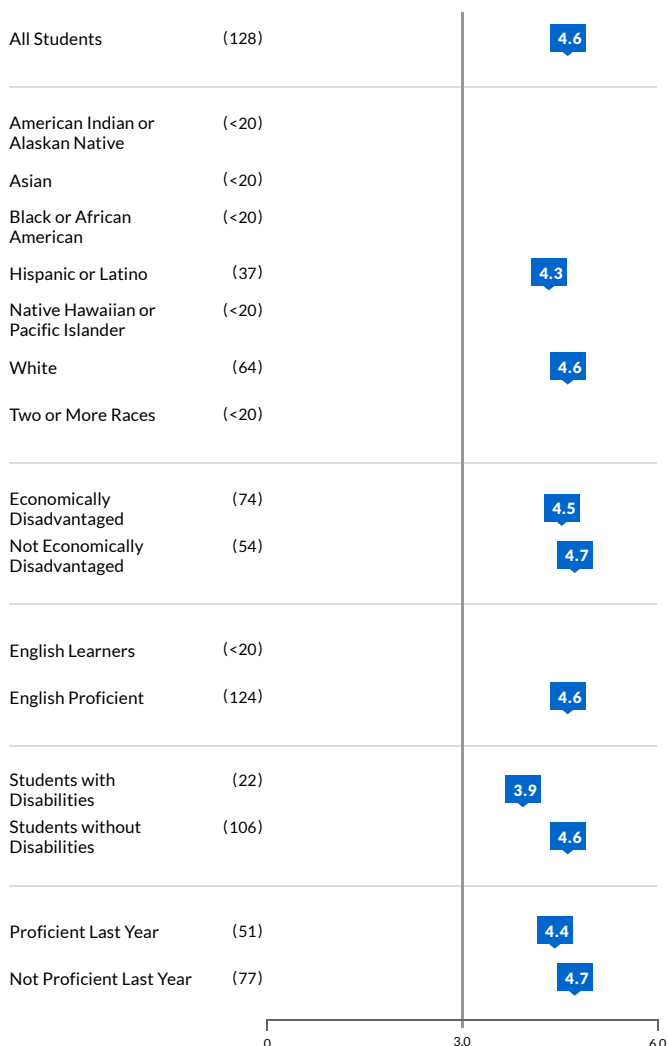 All Students (128) 4.6
American Indian or (<20)
Alaskan Native
Asian (<20)
Black or African (<20)
American
Hispanic or Latino (37) 4.3
Native Hawaiian or (<20)
Pacific Islander
White (64) 4.6
Two or More Races (<20)
Economically (74) 4.5
Disadvantaged
Not Economically (54) 4.7
Disadvantaged
English Learners (<20)
English Proficient (124) 4.6
Students with (22) 3.9
Disabilities
Students without (106) 4.6
Disabilities
Proficient Last Year (51) 4.4
Not Proficient Last Year (77) 4.7
0 3.0 6.0